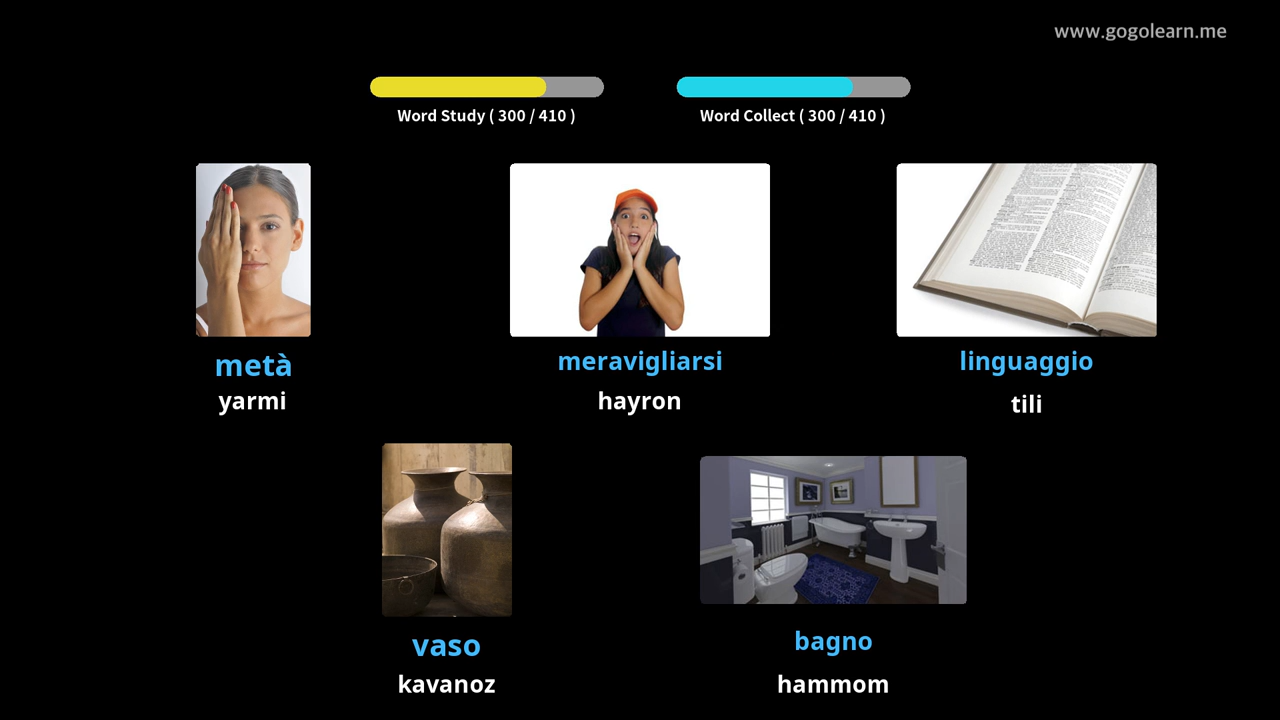 www.gogolearn.me
Word Study ( 300 / 410 )
Word Collect ( 300 / 410 )
metà
yarmi
meravigliarsi
hayron
linguaggio
tili
vaso
kavanoz
bagno
hammom